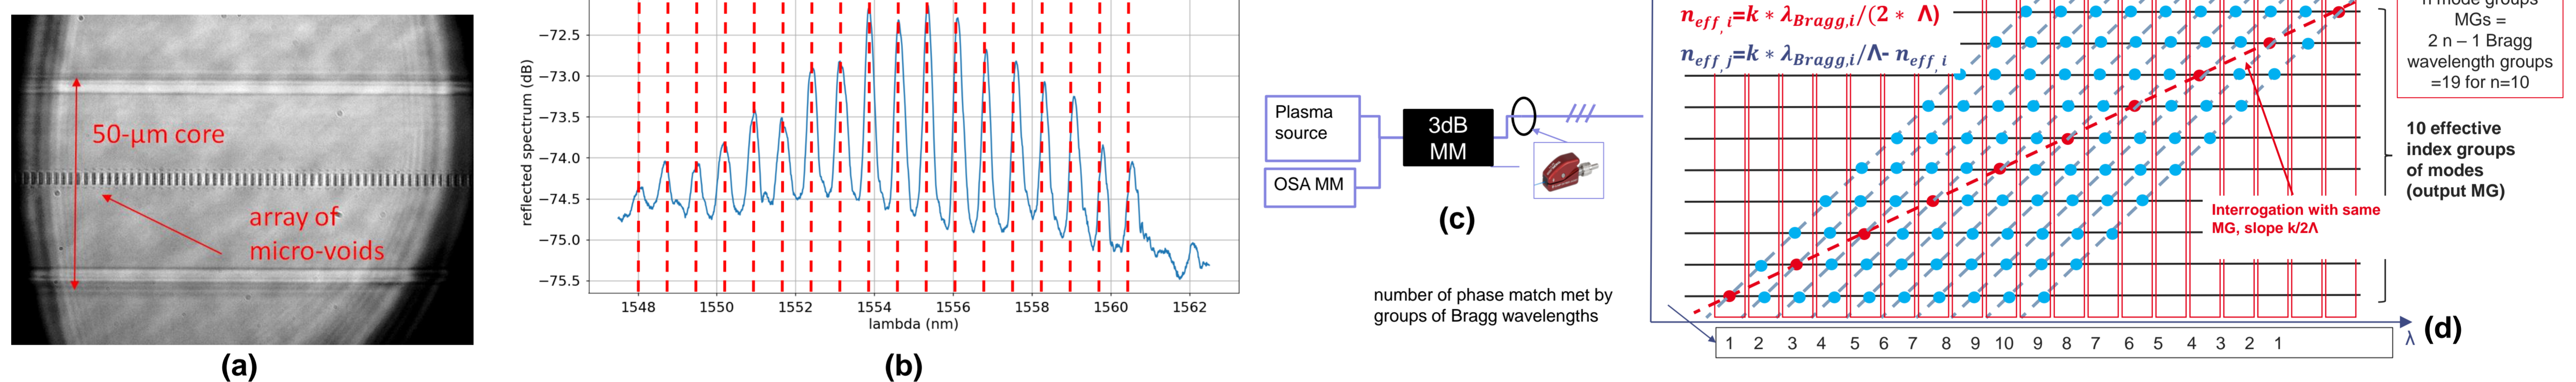 50-μm core
array of
micro-voids
(a)
reflected spectrum (dB)
−72.5
−73.0
−73.5
−74.0
−74.5
−75.0
−75.5
1548
1550
1552
1554
1556
1558
1560
1562
lambda (nm)
(b)
Plasma
source
OSA MM
3dB
MM
(c)
number of phase match met by
groups of Bragg wavelengths
n_eff,i=k * λ_Bragg,i/(2 * Λ)
n_eff,j=k * λ_Bragg,i/Λ- n_eff,i
n mode groups
MGs =
2 n – 1 Bragg
wavelength groups
=19 for n=10
10 effective
index groups
of modes
(output MG)
Interrogation with same
MG, slope k/2Λ
1 2 3 4 5 6 7 8 9 10 9 8 7 6 5 4 3 2 1
λ
(d)